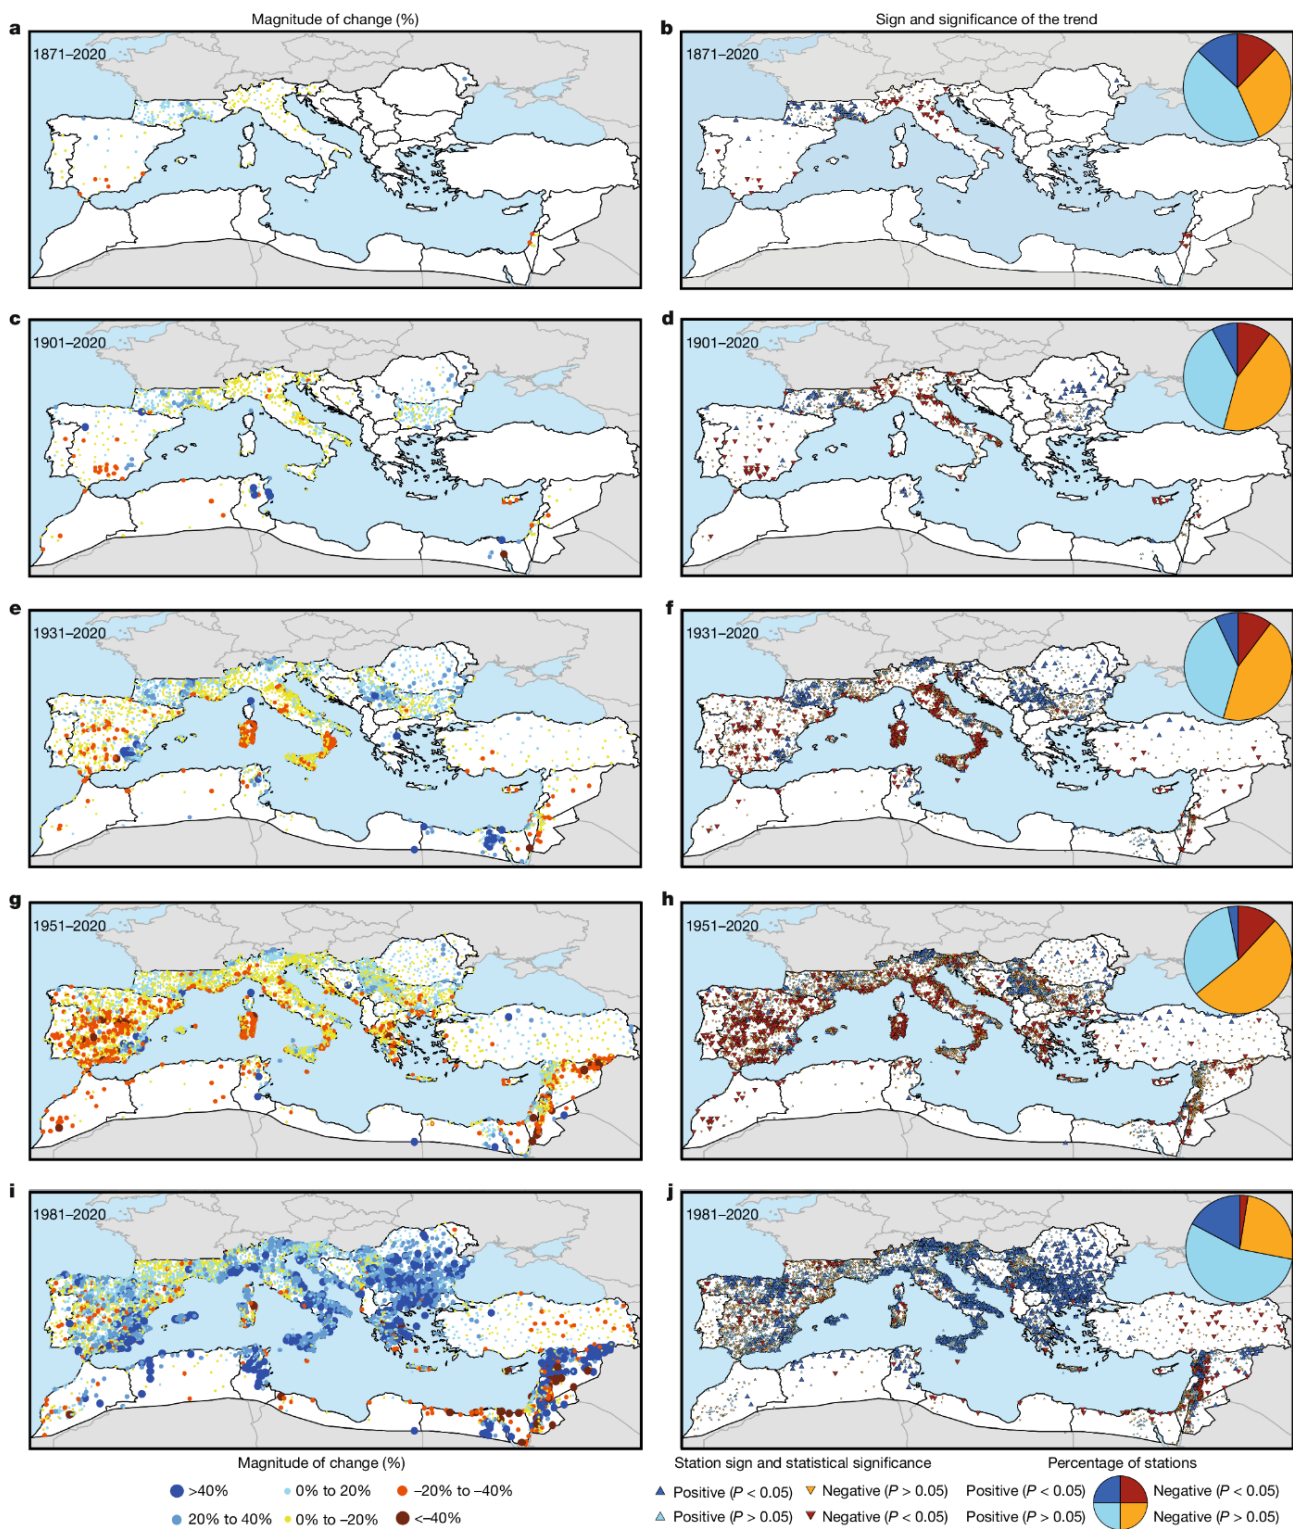 Magnitude of change (%)
Sign and significance of the trend
a
1871–2020
b
1871–2020
c
1901–2020
d
1901–2020
e
1931–2020
f
1931–2020
g
1951–2020
h
1951–2020
i
1981–2020
j
1981–2020
Magnitude of change (%)
>40%
0% to 20%
–20% to –40%
20% to 40%
0% to –20%
<–40%
Station sign and statistical significance
Positive (P < 0.05)
Negative (P > 0.05)
Positive (P > 0.05)
Negative (P < 0.05)
Percentage of stations
Positive (P < 0.05)
Negative (P < 0.05)
Positive (P > 0.05)
Negative (P > 0.05)